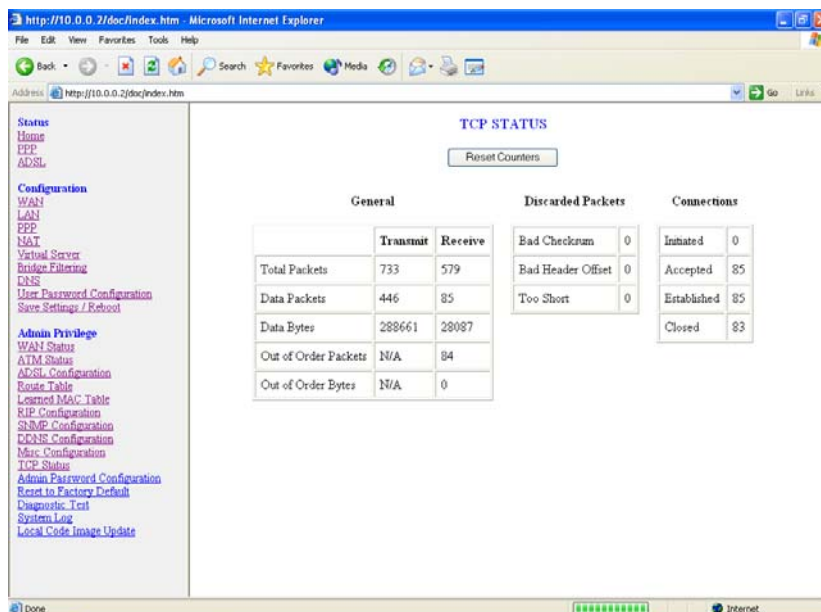 http://10.0.0.2/doc/index.htm - Microsoft Internet Explorer
File Edit View Favorites Tools Help
Back Search Favorites Media
Address http://10.0.0.2/doc/index.htm Go Links
Status
Home
PPP
ADSL
Configuration
WAN
LAN
PPP
NAT
Virtual Server
Bridge Filtering
DNS
User Password Configuration
Save Settings / Reboot
Admin Privilege
WAN Status
ATM Status
ADSL Configuration
Route Table
Learned MAC Table
RIP Configuration
SNMP Configuration
DDNS Configuration
Misc Configuration
TCP Status
Admin Password Configuration
Reset to Factory Default
Diagnostic Test
System Log
Local Code Image Update
TCP STATUS
Reset Counters
General
Transmit Receive
Total Packets 733 579
Data Packets 446 85
Data Bytes 288661 28087
Out of Order Packets N/A 84
Out of Order Bytes N/A 0
Discarded Packets
Bad Checksum 0
Bad Header Offset 0
Too Short 0
Connections
Initiated 0
Accepted 85
Established 85
Closed 83
Done Internet